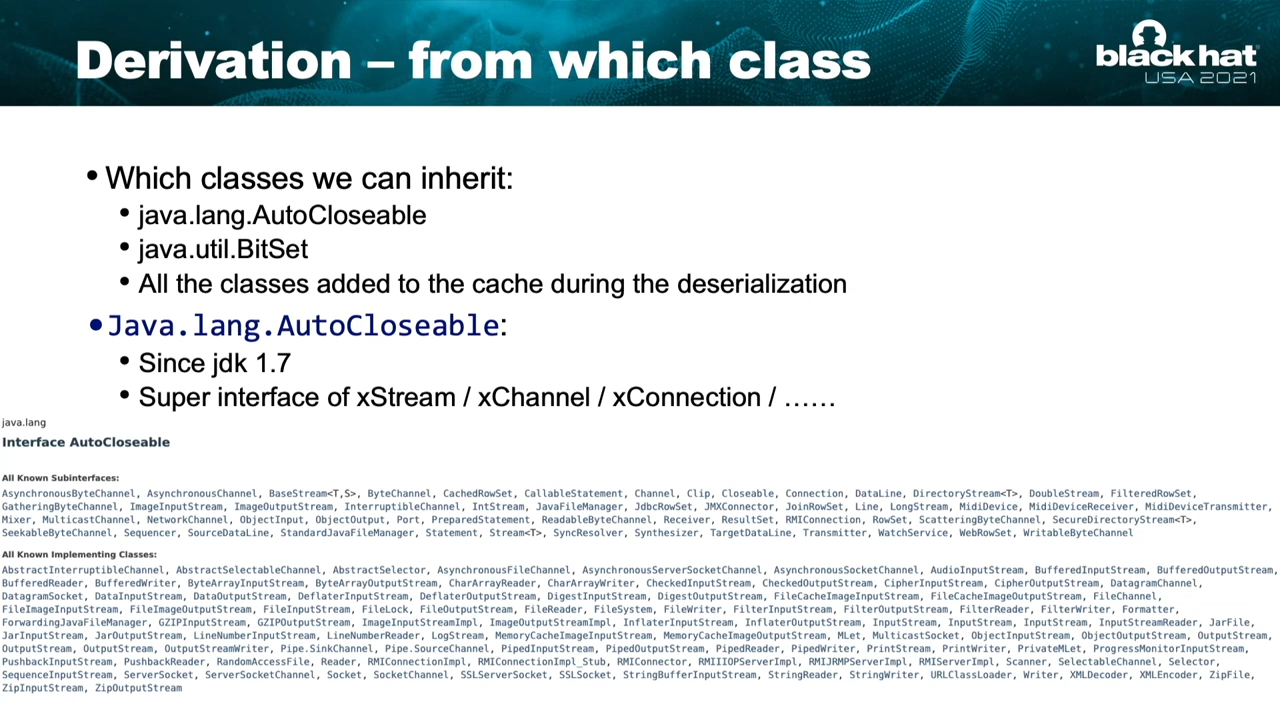 Derivation – from which class
black hat
USA 2021
• Which classes we can inherit:
• java.lang.AutoCloseable
• java.util.BitSet
• All the classes added to the cache during the deserialization
• Java.lang.AutoCloseable:
• Since jdk 1.7
• Super interface of xStream / xChannel / xConnection / ……
java.lang
Interface AutoCloseable
All Known Subinterfaces:
AsynchronousByteChannel, AsynchronousChannel, BaseStream<T,S>, ByteChannel, CachedRowSet, CallableStatement, Channel, Clip, Closeable, Connection, DataLine, DirectoryStream<T>, DoubleStream, FilteredRowSet,
GatheringByteChannel, ImageInputStream, ImageOutputStream, InterruptibleChannel, IntStream, JavaFileManager, JdbcRowSet, JMXConnector, JoinRowSet, Line, LongStream, MidiDevice, MidiDeviceReceiver, MidiDeviceTransmitter,
Mixer, MulticastChannel, NetworkChannel, ObjectInput, ObjectOutput, Port, PreparedStatement, ReadableByteChannel, Receiver, ResultSet, RMIConnection, RowSet, ScatteringByteChannel, SecureDirectoryStream<T>,
SeekableByteChannel, Sequencer, SourceDataLine, StandardJavaFileManager, Statement, Stream<T>, SyncResolver, Synthesizer, TargetDataLine, Transmitter, WatchService, WebRowSet, WritableByteChannel
All Known Implementing Classes:
AbstractInterruptibleChannel, AbstractSelectableChannel, AbstractSelector, AsynchronousFileChannel, AsynchronousServerSocketChannel, AsynchronousSocketChannel, AudioInputStream, BufferedInputStream, BufferedOutputStream,
BufferedReader, BufferedWriter, ByteArrayInputStream, ByteArrayOutputStream, CharArrayReader, CharArrayWriter, CheckedInputStream, CheckedOutputStream, CipherInputStream, CipherOutputStream, DatagramChannel,
DatagramSocket, DataInputStream, DataOutputStream, DeflaterInputStream, DeflaterOutputStream, DigestInputStream, DigestOutputStream, FileCacheImageInputStream, FileCacheImageOutputStream, FileChannel,
FileImageInputStream, FileImageOutputStream, FileInputStream, FileLock, FileOutputStream, FileReader, FileSystem, FileWriter, FilterInputStream, FilterOutputStream, FilterReader, FilterWriter, Formatter,
ForwardingJavaFileManager, GZIPInputStream, GZIPOutputStream, ImageInputStreamImpl, ImageOutputStreamImpl, InflaterInputStream, InflaterOutputStream, InputStream, InputStream, InputStream, InputStreamReader, JarFile,
JarInputStream, JarOutputStream, LineNumberInputStream, LineNumberReader, LogStream, MemoryCacheImageInputStream, MemoryCacheImageOutputStream, MLet, MulticastSocket, ObjectInputStream, ObjectOutputStream, OutputStream,
OutputStream, OutputStream, OutputStreamWriter, Pipe.SinkChannel, Pipe.SourceChannel, PipedInputStream, PipedOutputStream, PipedReader, PipedWriter, PrintStream, PrintWriter, PrivateMLet, ProgressMonitorInputStream,
PushbackInputStream, PushbackReader, RandomAccessFile, Reader, RMIConnectionImpl, RMIConnectionImpl_Stub, RMIConnector, RMIIIOPServerImpl, RMIJRMPServerImpl, RMIServerImpl, Scanner, SelectableChannel, Selector,
SequenceInputStream, ServerSocket, ServerSocketChannel, Socket, SocketChannel, SSLServerSocket, SSLSocket, StringBufferInputStream, StringReader, StringWriter, URLClassLoader, Writer, XMLDecoder, XMLEncoder, ZipFile,
ZipInputStream, ZipOutputStream